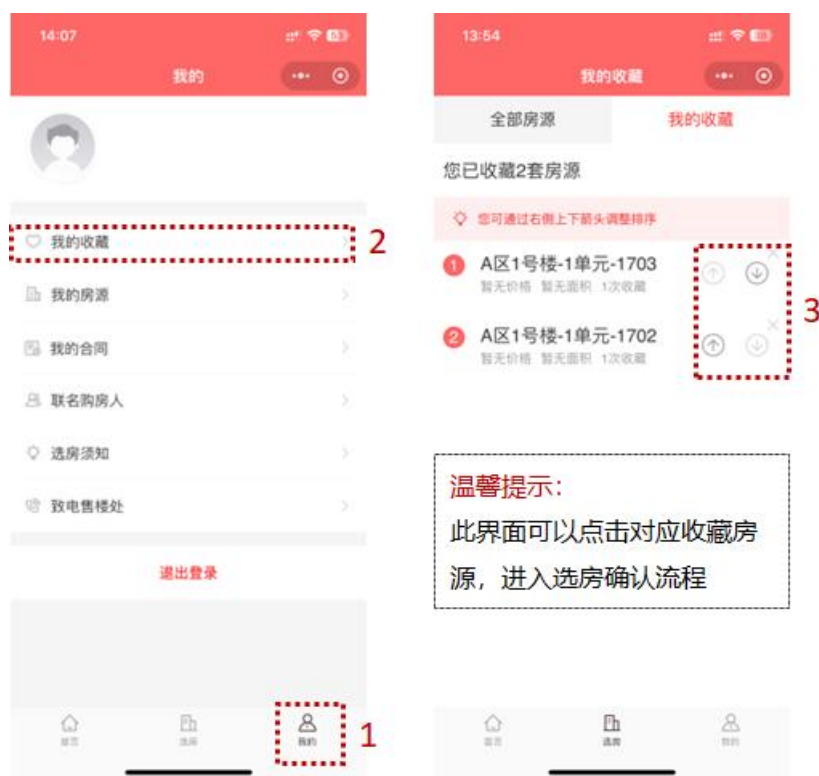 14:07
我的
我的收藏
2
我的房源
我的合同
联名购房人
选房须知
致电售楼处
退出登录
首页
选房
我的
1
13:54
我的收藏
全部房源
我的收藏
您已收藏2套房源
您可通过右侧上下箭头调整排序
1 A区1号楼-1单元-1703
暂无价格 暂无面积 1次收藏
2 A区1号楼-1单元-1702
暂无价格 暂无面积 1次收藏
3
温馨提示:
此界面可以点击对应收藏房
源，进入选房确认流程
首页
选房
我的